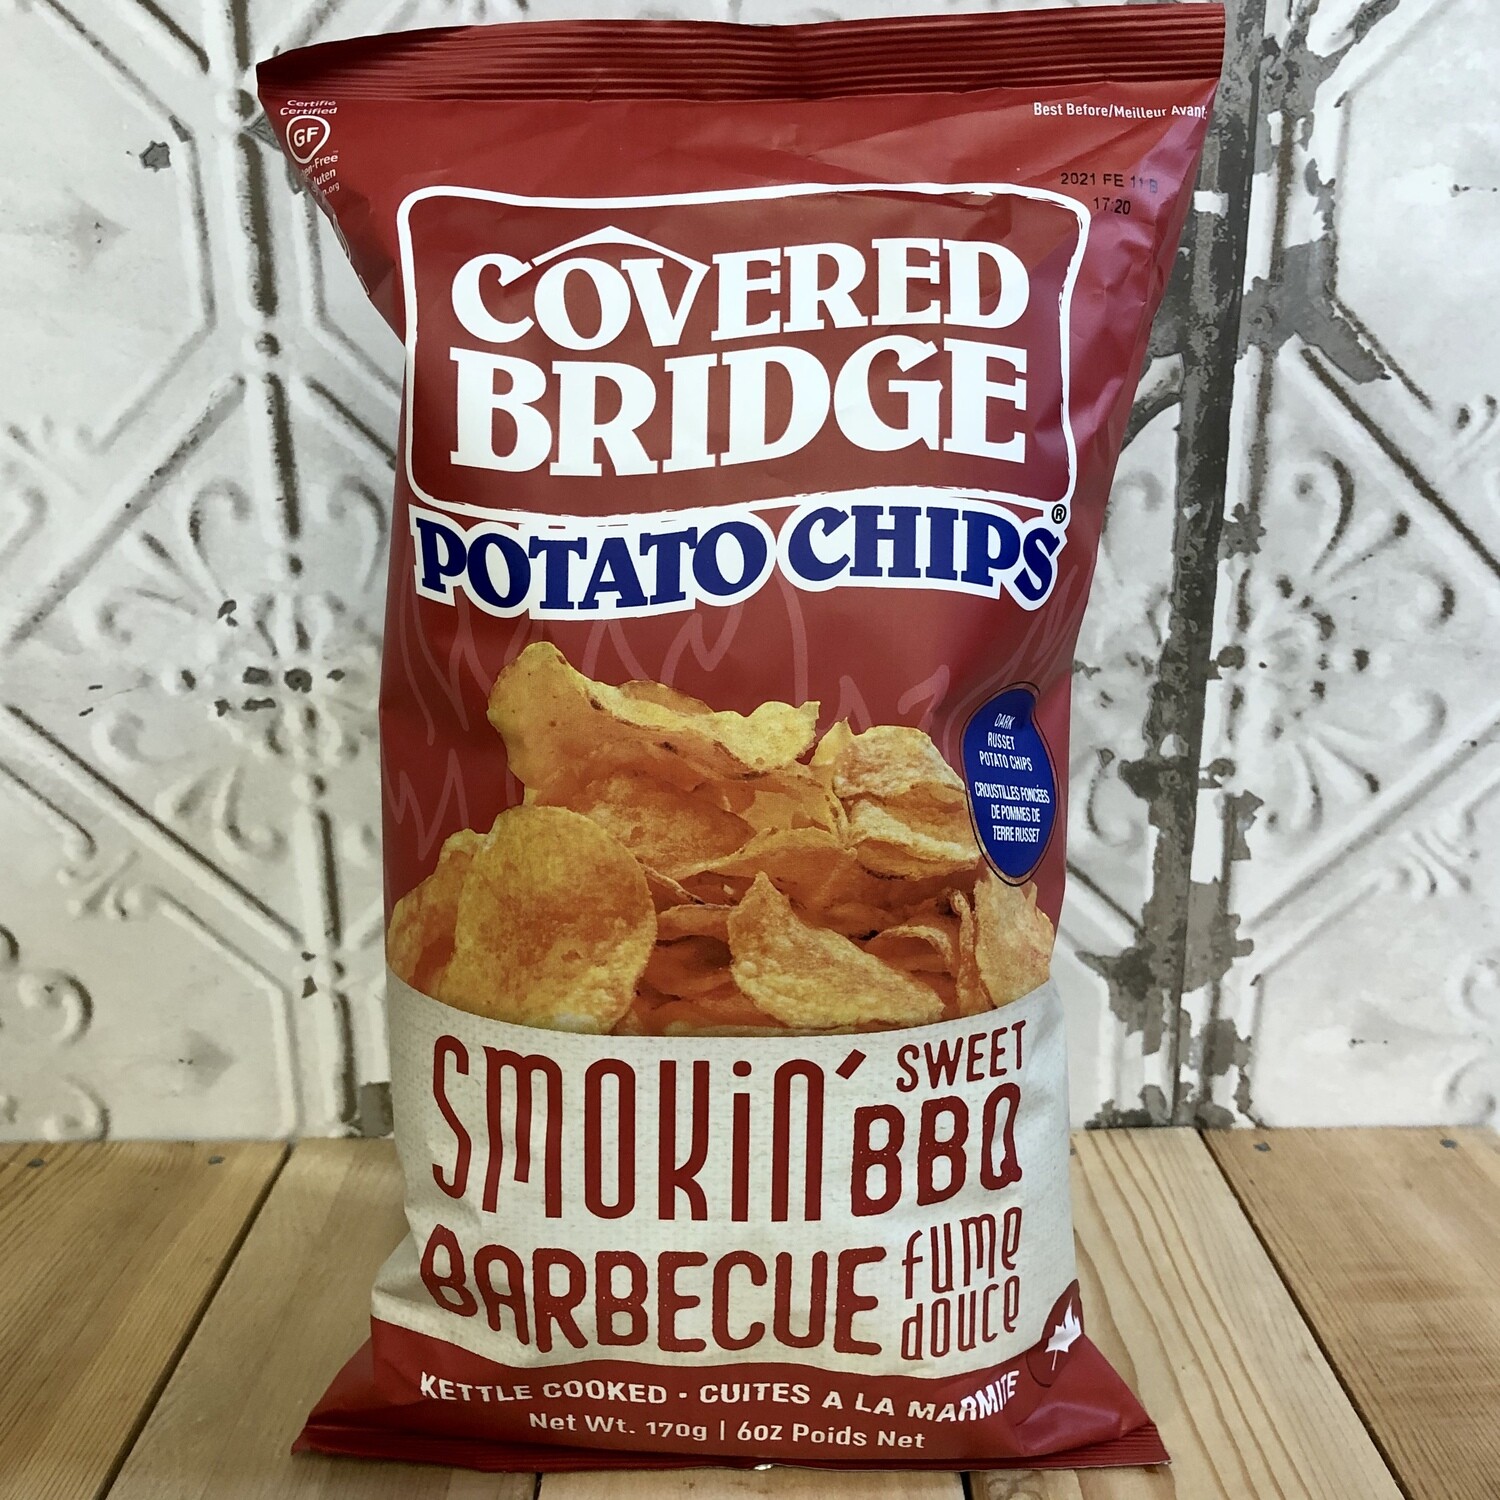 Certifié
Certified
GF
-Free
Best Before/Meilleur Avant:
2021 FE 11 B
17:20
COVERED
BRIDGE
POTATO CHIPS®
DARK
RUSSET
POTATO CHIPS
CROUSTILLES FONCÉES
DE POMMES DE
TERRE RUSSET
SMOKiN' SWEET
BBQ
BARBECUE fume
douce
KETTLE COOKED - CUITES A LA MARMITE
Net Wt. 170g | 6oz Poids Net